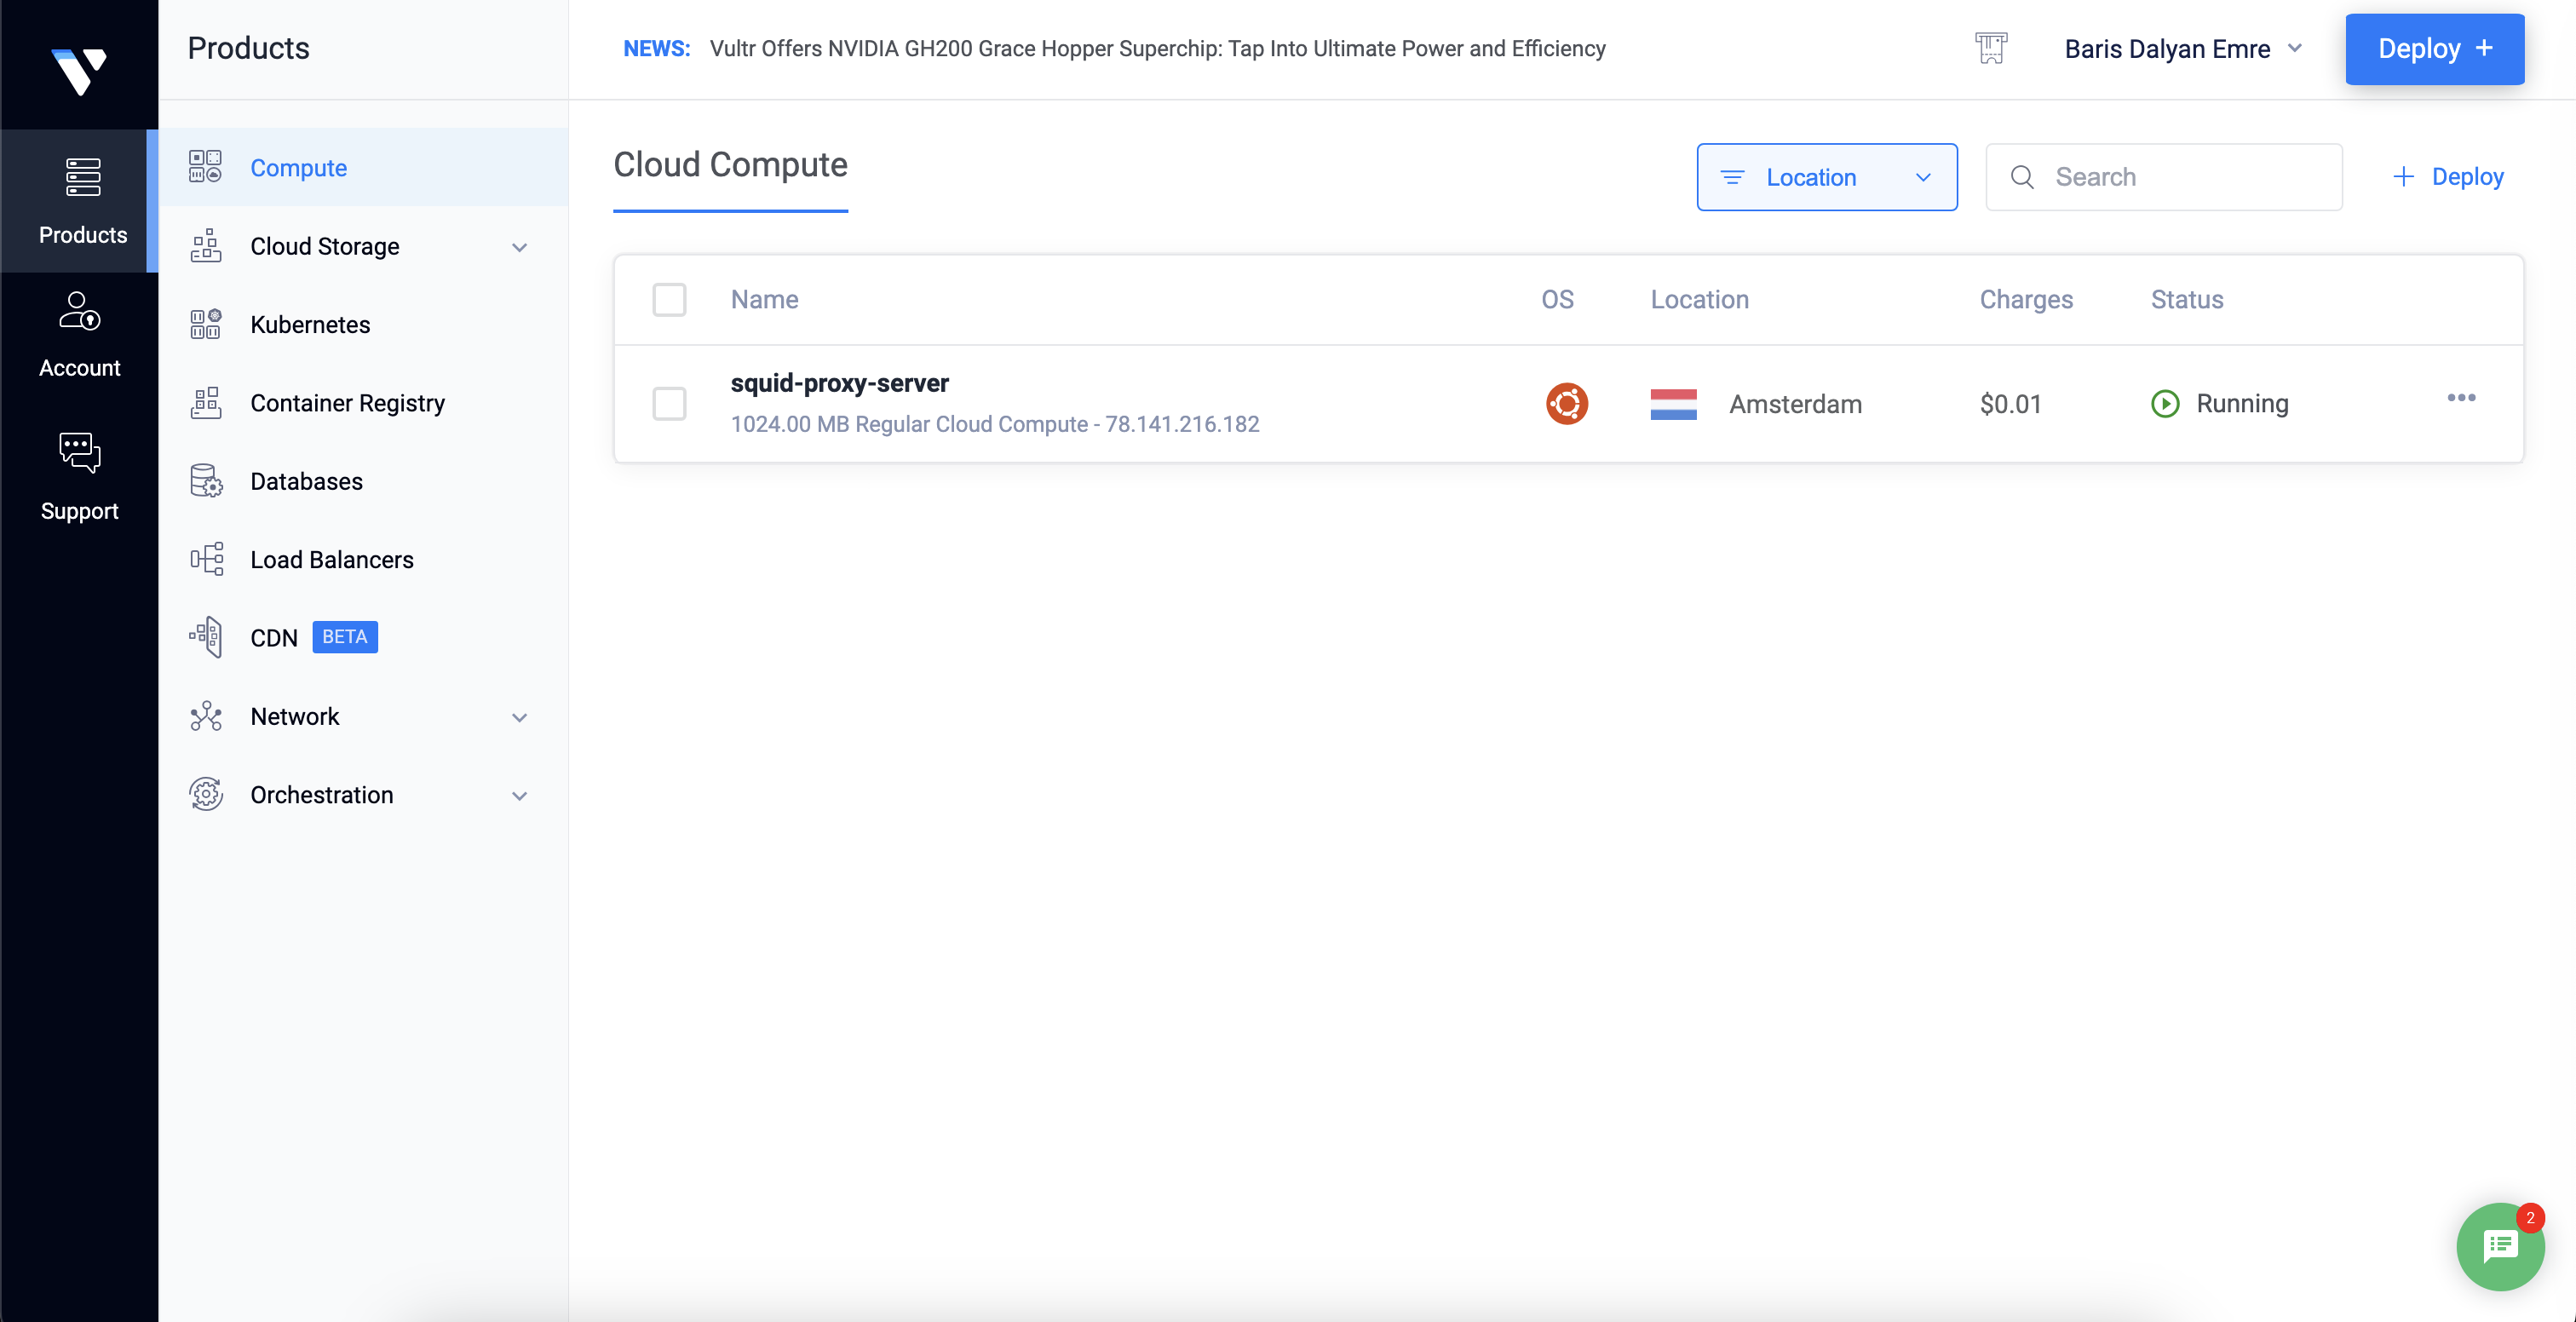 Products
Account
Support
Products
Compute
Cloud Storage
Kubernetes
Container Registry
Databases
Load Balancers
CDN BETA
Network
Orchestration
NEWS: Vultr Offers NVIDIA GH200 Grace Hopper Superchip: Tap Into Ultimate Power and Efficiency
Baris Dalyan Emre
Deploy +
Cloud Compute
Location
Search
+ Deploy
Name OS Location Charges Status
squid-proxy-server
1024.00 MB Regular Cloud Compute - 78.141.216.182
Amsterdam $0.01 Running
2